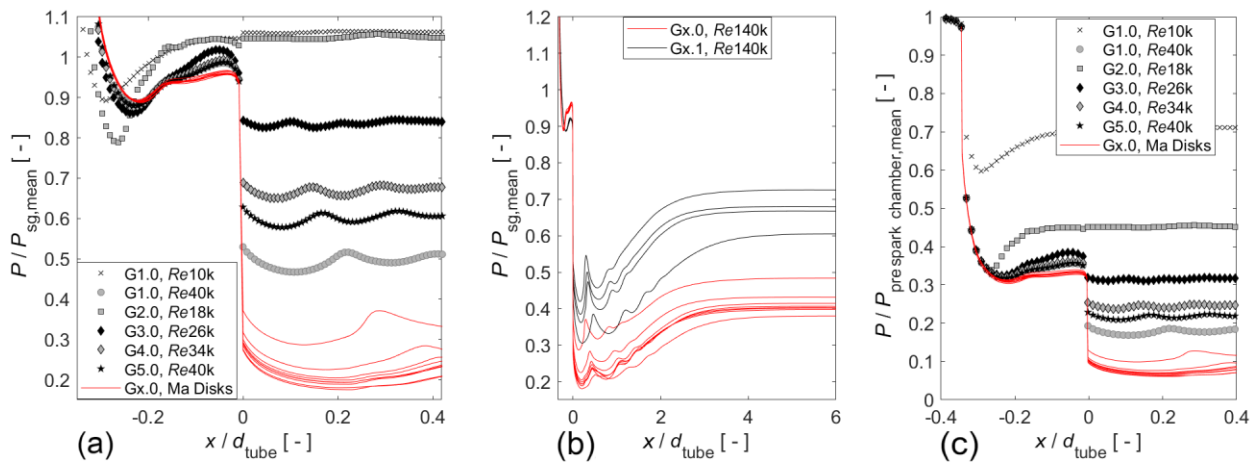 P / P_sg,mean [ - ]
1.1
1
0.9
0.8
0.7
0.6
0.5
0.4
0.3
0.2
G1.0, Re10k
G1.0, Re40k
G2.0, Re18k
G3.0, Re26k
G4.0, Re34k
G5.0, Re40k
Gx.0, Ma Disks
-0.2 0 0.2 0.4
(a) x / d_tube [ - ]
P / P_sg,mean [ - ]
1.2
1.1
1
0.9
0.8
0.7
0.6
0.5
0.4
0.3
0.2
Gx.0, Re140k
Gx.1, Re140k
0 2 4 6
(b) x / d_tube [ - ]
P / P_prespark chamber,mean [ - ]
1
0.9
0.8
0.7
0.6
0.5
0.4
0.3
0.2
0.1
0
G1.0, Re10k
G1.0, Re40k
G2.0, Re18k
G3.0, Re26k
G4.0, Re34k
G5.0, Re40k
Gx.0, Ma Disks
-0.4 -0.2 0 0.2 0.4
(c) x / d_tube [ - ]